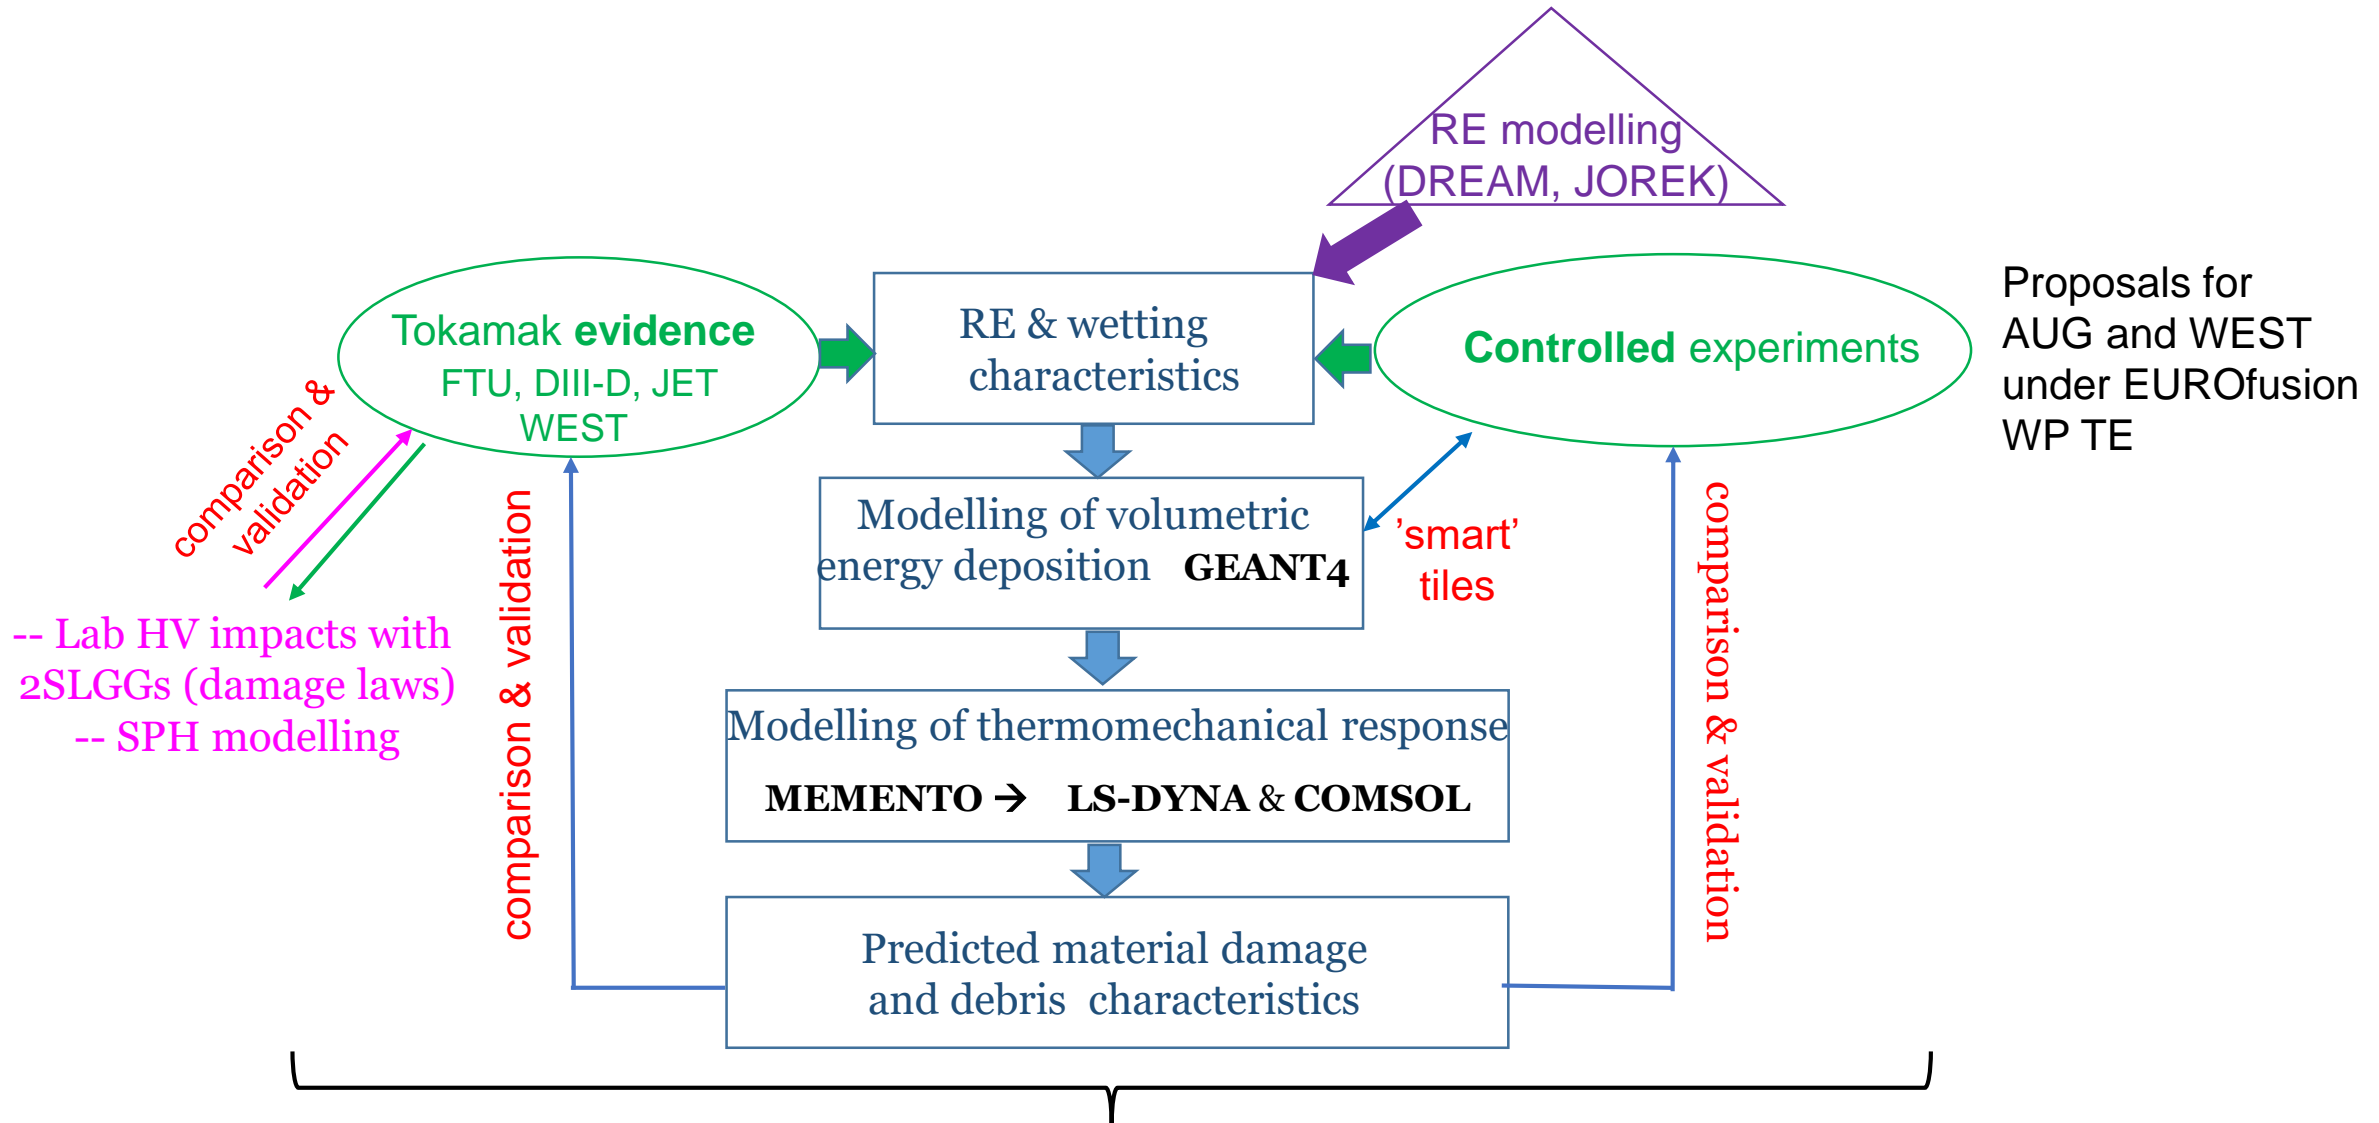 RE modelling
(DREAM, JOREK)
Tokamak evidence
FTU, DIII-D, JET
WEST
RE & wetting
characteristics
Controlled experiments
Proposals for
AUG and WEST
under EUROfusion
WP TE
comparison &
validation
Modelling of volumetric
energy deposition GEANT4
'smart'
tiles
-- Lab HV impacts with
2SLGGs (damage laws)
-- SPH modelling
comparison & validation
comparison & validation
Modelling of thermomechanical response
MEMENTO → LS-DYNA & COMSOL
Predicted material damage
and debris characteristics